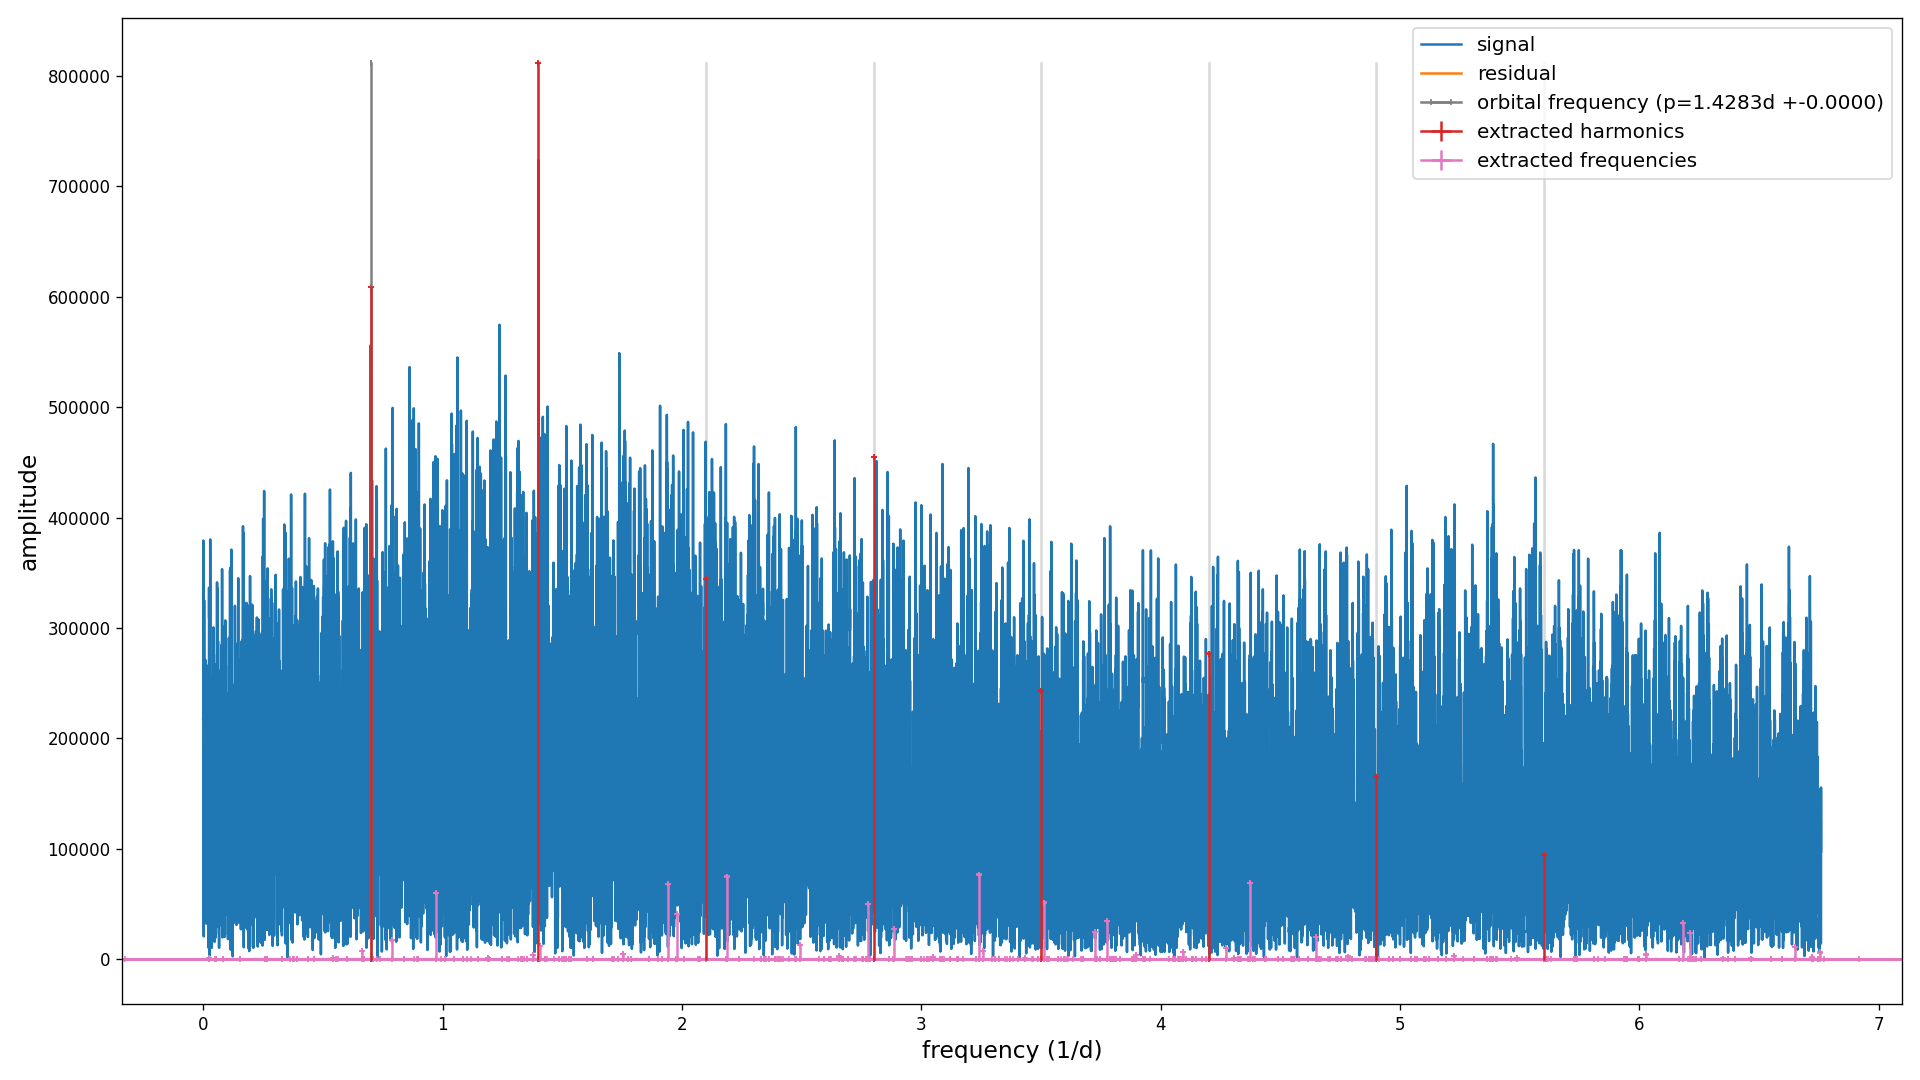 800000
700000
600000
500000
400000
300000
200000
100000
0
amplitude
signal
residual
orbital frequency (p=1.4283d +-0.0000)
extracted harmonics
extracted frequencies
0 1 2 3 4 5 6 7
frequency (1/d)